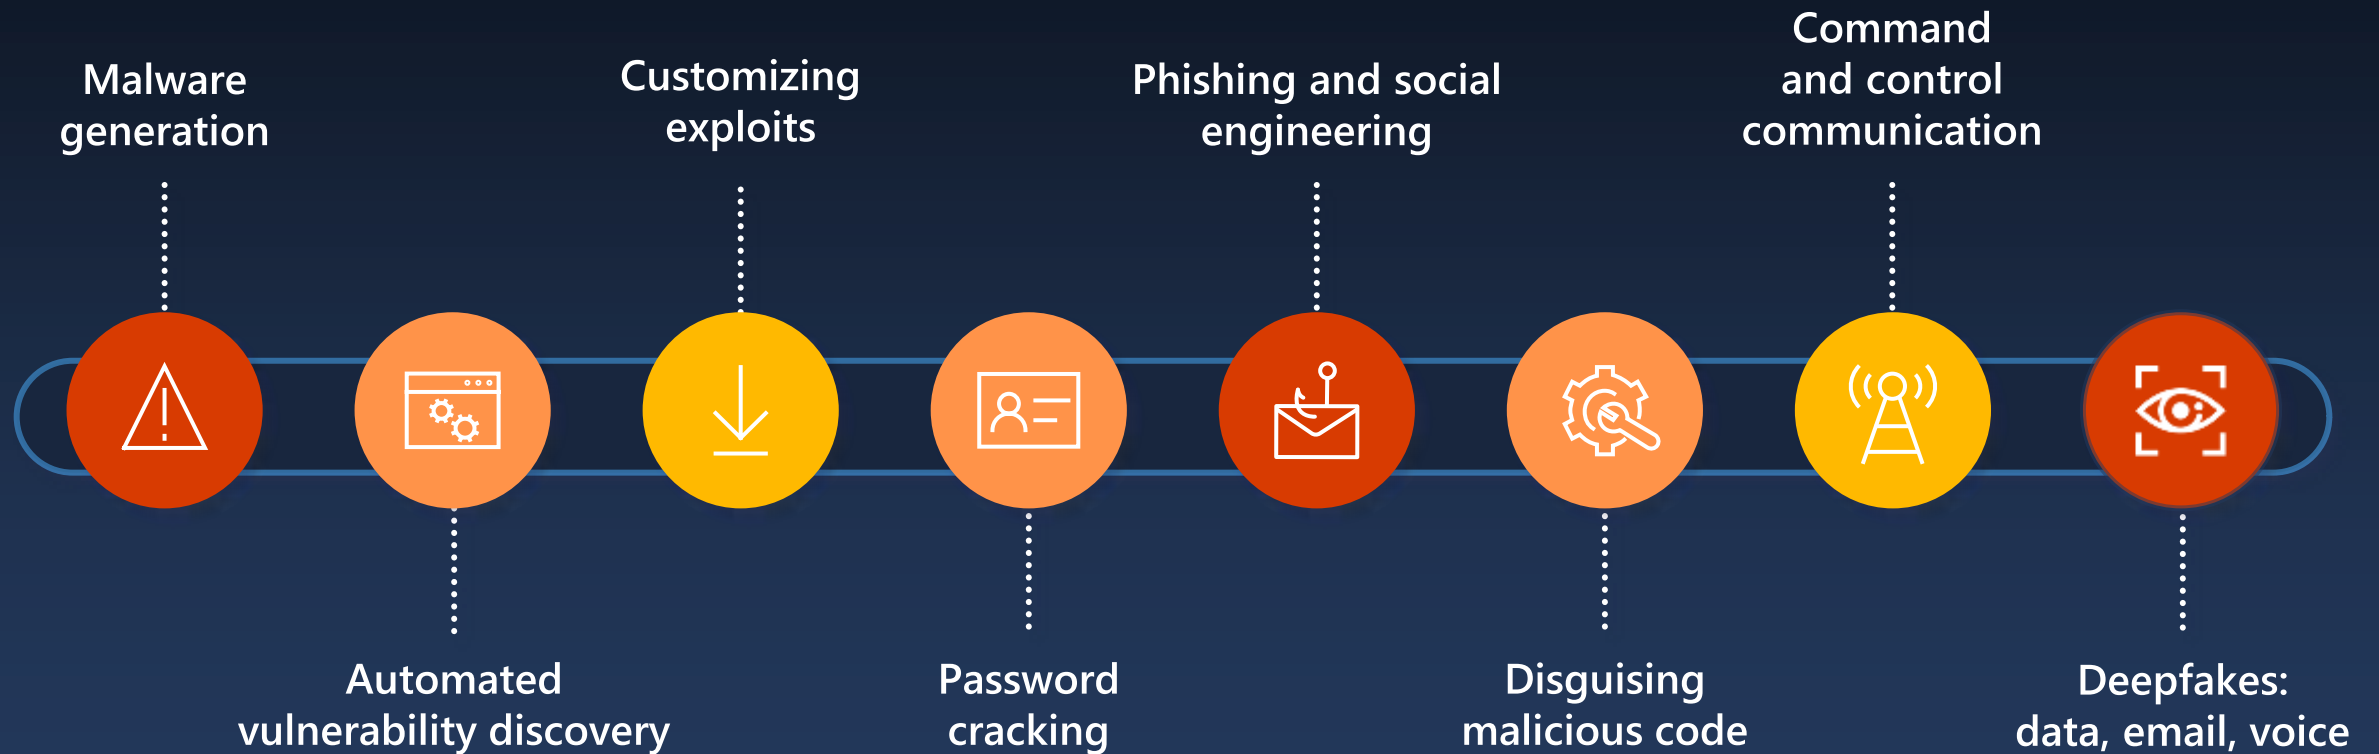 Malware
generation
Automated
vulnerability discovery
Customizing
exploits
Password
cracking
Phishing and social
engineering
Disguising
malicious code
Command
and control
communication
Deepfakes:
data, email, voice